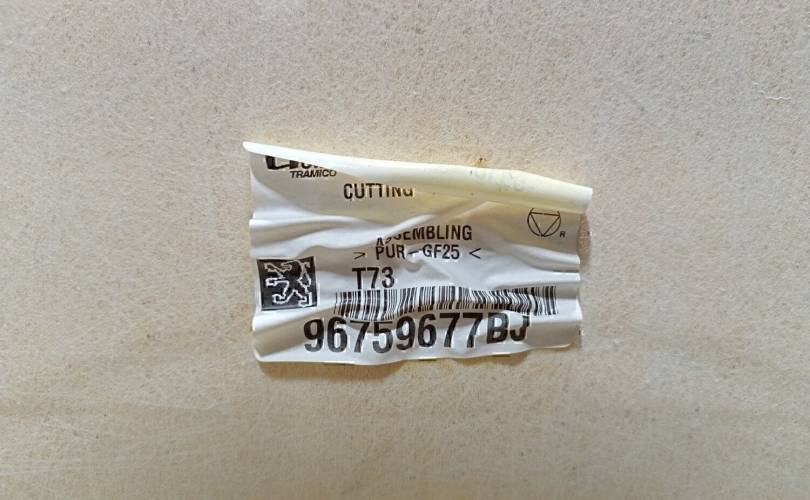 TRAMICO
CUTTING
ASSEMBLING
> PUR-GF25 <
R
T73
96759677BJ